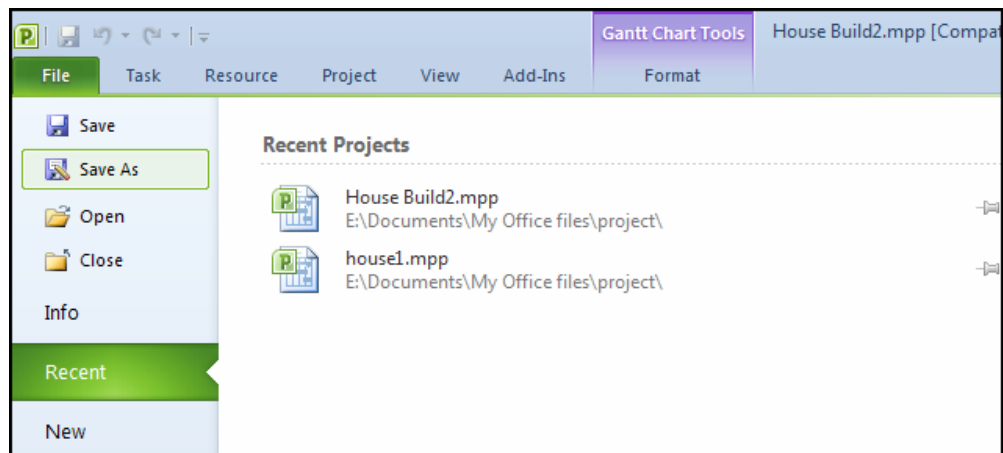 Gantt Chart Tools
House Build2.mpp [Compat
File Task Resource Project View Add-Ins Format
Save
Save As
Open
Close
Info
Recent
New
Recent Projects
House Build2.mpp
E:\Documents\My Office files\project\
house1.mpp
E:\Documents\My Office files\project\